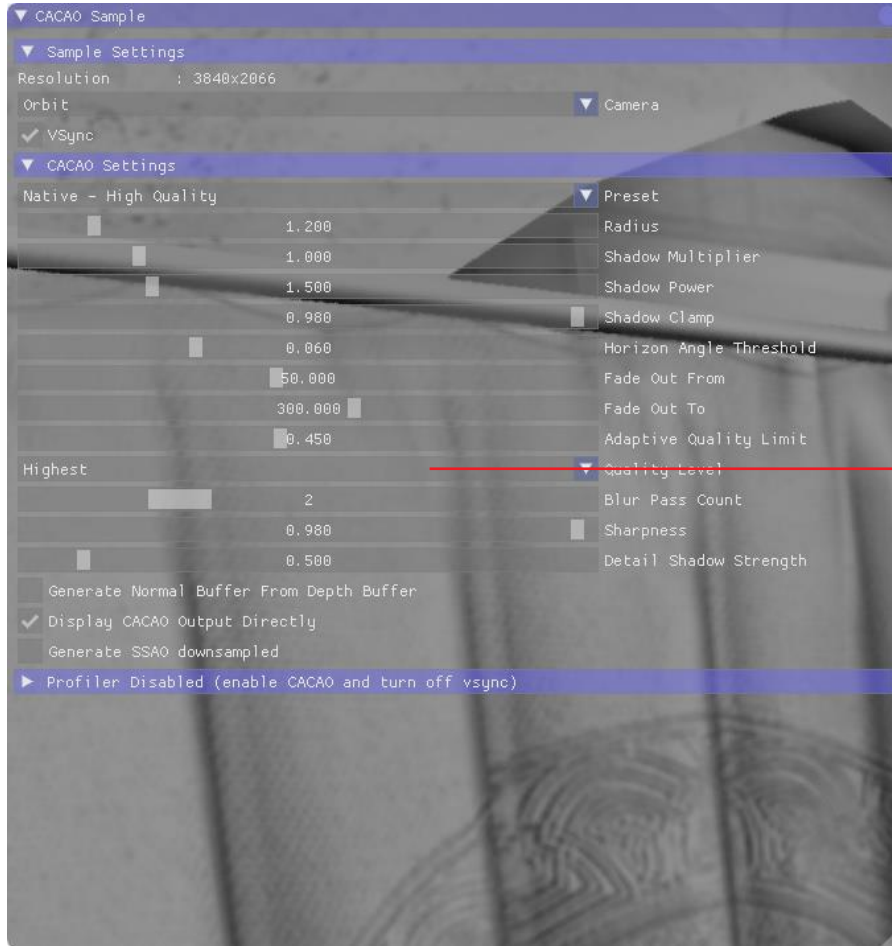 CACAO Sample
Sample Settings
Resolution : 3840x2066
Orbit Camera
VSync
CACAO Settings
Native - High Quality Preset
1.200 Radius
1.000 Shadow Multiplier
1.500 Shadow Power
0.980 Shadow Clamp
0.060 Horizon Angle Threshold
50.000 Fade Out From
300.000 Fade Out To
0.450 Adaptive Quality Limit
Highest Quality Level
2 Blur Pass Count
0.980 Sharpness
0.500 Detail Shadow Strength
Generate Normal Buffer From Depth Buffer
Display CACAO Output Directly
Generate SSAO downsampled
Profiler Disabled (enable CACAO and turn off vsync)